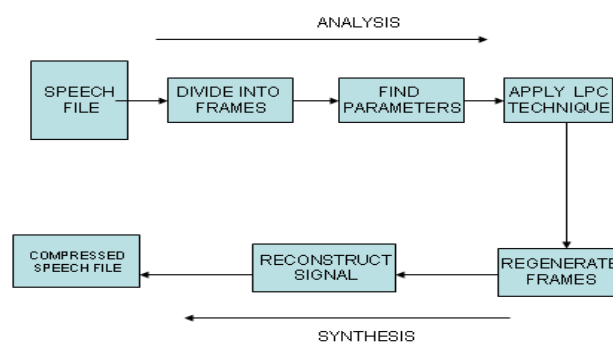 ANALYSIS
SPEECH
FILE
DIVIDE INTO
FRAMES
FIND
PARAMETERS
APPLY LPC
TECHNIQUE
COMPRESSED
SPEECH FILE
RECONSTRUCT
SIGNAL
REGENERATE
FRAMES
SYNTHESIS